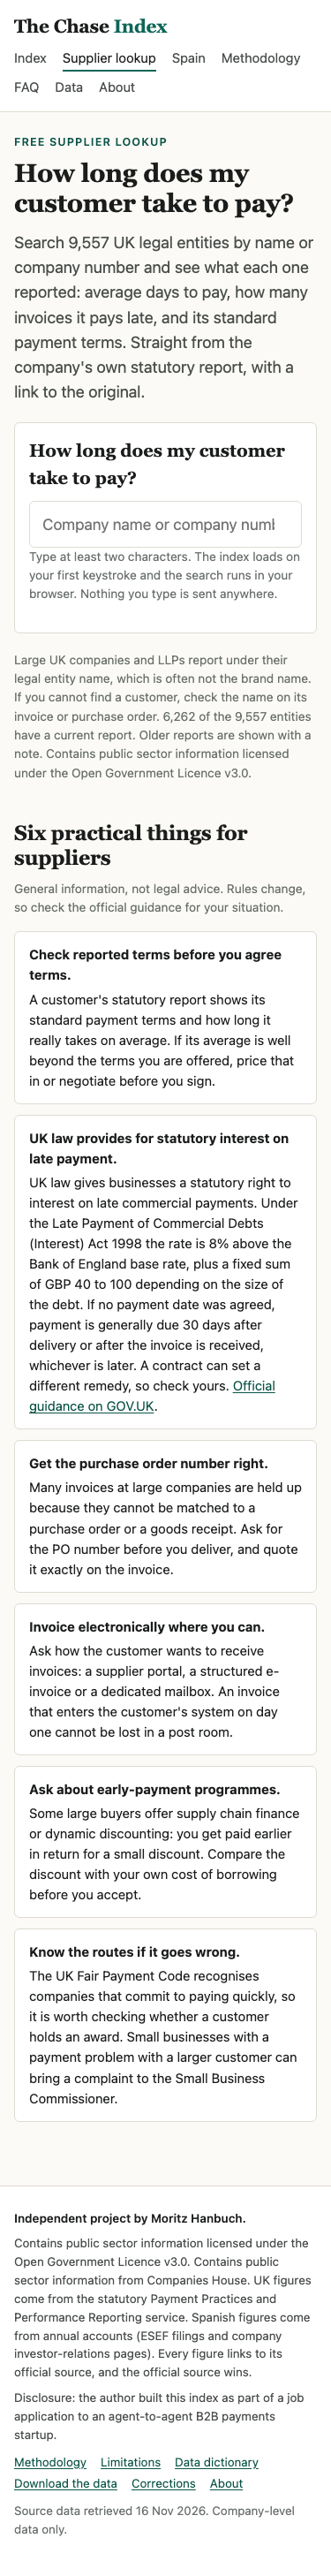 The Chase Index
Index Supplier lookup Spain Methodology
FAQ Data About
FREE SUPPLIER LOOKUP
How long does my
customer take to pay?
Search 9,557 UK legal entities by name or
company number and see what each one
reported: average days to pay, how many
invoices it pays late, and its standard
payment terms. Straight from the
company's own statutory report, with a
link to the original.
How long does my customer
take to pay?
Company name or company numb
Type at least two characters. The index loads on
your first keystroke and the search runs in your
browser. Nothing you type is sent anywhere.
Large UK companies and LLPs report under their
legal entity name, which is often not the brand name.
If you cannot find a customer, check the name on its
invoice or purchase order. 6,262 of the 9,557 entities
have a current report. Older reports are shown with a
note. Contains public sector information licensed
under the Open Government Licence v3.0.
Six practical things for
suppliers
General information, not legal advice. Rules change,
so check the official guidance for your situation.
Check reported terms before you agree
terms.
A customer's statutory report shows its
standard payment terms and how long it
really takes on average. If its average is well
beyond the terms you are offered, price that
in or negotiate before you sign.
UK law provides for statutory interest on
late payment.
UK law gives businesses a statutory right to
interest on late commercial payments. Under
the Late Payment of Commercial Debts
(Interest) Act 1998 the rate is 8% above the
Bank of England base rate, plus a fixed sum
of GBP 40 to 100 depending on the size of
the debt. If no payment date was agreed,
payment is generally due 30 days after
delivery or after the invoice is received,
whichever is later. A contract can set a
different remedy, so check yours. Official
guidance on GOV.UK.
Get the purchase order number right.
Many invoices at large companies are held up
because they cannot be matched to a
purchase order or a goods receipt. Ask for
the PO number before you deliver, and quote
it exactly on the invoice.
Invoice electronically where you can.
Ask how the customer wants to receive
invoices: a supplier portal, a structured e-
invoice or a dedicated mailbox. An invoice
that enters the customer's system on day
one cannot be lost in a post room.
Ask about early-payment programmes.
Some large buyers offer supply chain finance
or dynamic discounting: you get paid earlier
in return for a small discount. Compare the
discount with your own cost of borrowing
before you accept.
Know the routes if it goes wrong.
The UK Fair Payment Code recognises
companies that commit to paying quickly, so
it is worth checking whether a customer
holds an award. Small businesses with a
payment problem with a larger customer can
bring a complaint to the Small Business
Commissioner.
Independent project by Moritz Hanbuch.
Contains public sector information licensed under the
Open Government Licence v3.0. Contains public
sector information from Companies House. UK figures
come from the statutory Payment Practices and
Performance Reporting service. Spanish figures come
from annual accounts (ESEF filings and company
investor-relations pages). Every figure links to its
official source, and the official source wins.
Disclosure: the author built this index as part of a job
application to an agent-to-agent B2B payments
startup.
Methodology Limitations Data dictionary
Download the data Corrections About
Source data retrieved 16 Nov 2026. Company-level
data only.